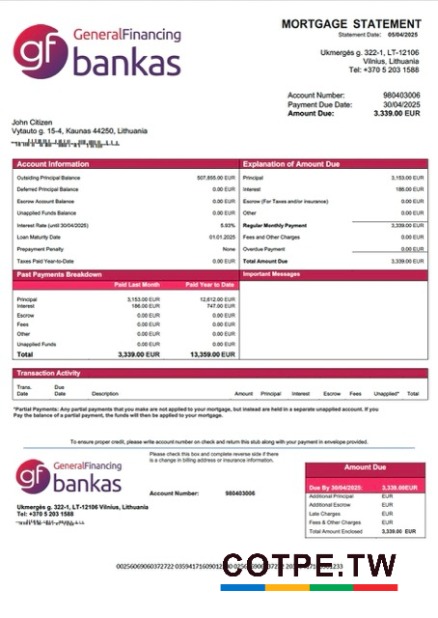 MORTGAGE STATEMENT
Statement Date: 05/04/2025
gf GeneralFinancing
bankas
Ukmergės g. 322-1, LT-12106
Vilnius, Lithuania
Tel: +370 5 203 1588
Account Number: 980403006
Payment Due Date: 30/04/2025
Amount Due: 3.339.00 EUR
John Citizen
Vytauto g. 15-4, Kaunas 44250, Lithuania
Account Information
Outstding Principal Balance 507,855.00 EUR
Deferred Principal Balance 0.00 EUR
Escrow Account Balance 0.00 EUR
Unapplied Funds Balance 0.00 EUR
Interest Rate (until 30/04/2025) 5.93%
Loan Maturity Date 01.01.2025
Prepayment Penalty None
Taxes Paid Year-to-Date 0.00 EUR
Explanation of Amount Due
Principal 3,153.00 EUR
Interest 186.00 EUR
Escrow (For Taxes and/or insurance) 0.00 EUR
Other 0.00 EUR
Regular Monthly Payment 3,339.00 EUR
Fees and Other Charges 0.00 EUR
Overdue Payment 0.00 EUR
Total Amount Due 3,339.00 EUR
Past Payments Breakdown
Paid Last Month Paid Year to Date
Principal 3,153.00 EUR 12,612.00 EUR
Interest 186.00 EUR 747.00 EUR
Escrow 0.00 EUR 0.00 EUR
Fees 0.00 EUR 0.00 EUR
Other 0.00 EUR 0.00 EUR
Unapplied Funds 0.00 EUR 0.00 EUR
Total 3,339.00 EUR 13,359.00 EUR
Important Messages
Transaction Activity
Trans. Date Due Date Description Amount Principal Interest Escrow Fees Unapplied* Total
*Partial Payments: Any partial payments that you make are not applied to your mortgage, but instead are held in a separate unapplied account. If you
Pay the balance of a partial payment, the funds will then be applied to your mortgage.
To ensure proper credit, please write account number on check and return this stub along with your payment in envelope provided.
gf GeneralFinancing
bankas
Please check this box and complete reverse side if there
is a change in billing address or insurance information.
Account Number: 980403006
Ukmergės g. 322-1, LT-12106 Vilnius, Lithuania
Tel: +370 5 203 1588
Amount Due
Due By 30/04/2025: 3,339.00EUR
Additional Principal EUR
Additional Escrow EUR
Late Charges EUR
Fees & Other Charges EUR
Total Amount Enclosed 3,339.00 EUR
COTPE.TW